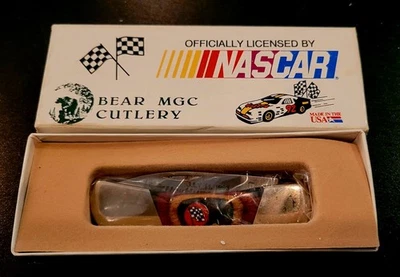 OFFICIALLY LICENSED BY
NASCAR
BEAR MGC
CUTLERY
MADE IN THE
USA